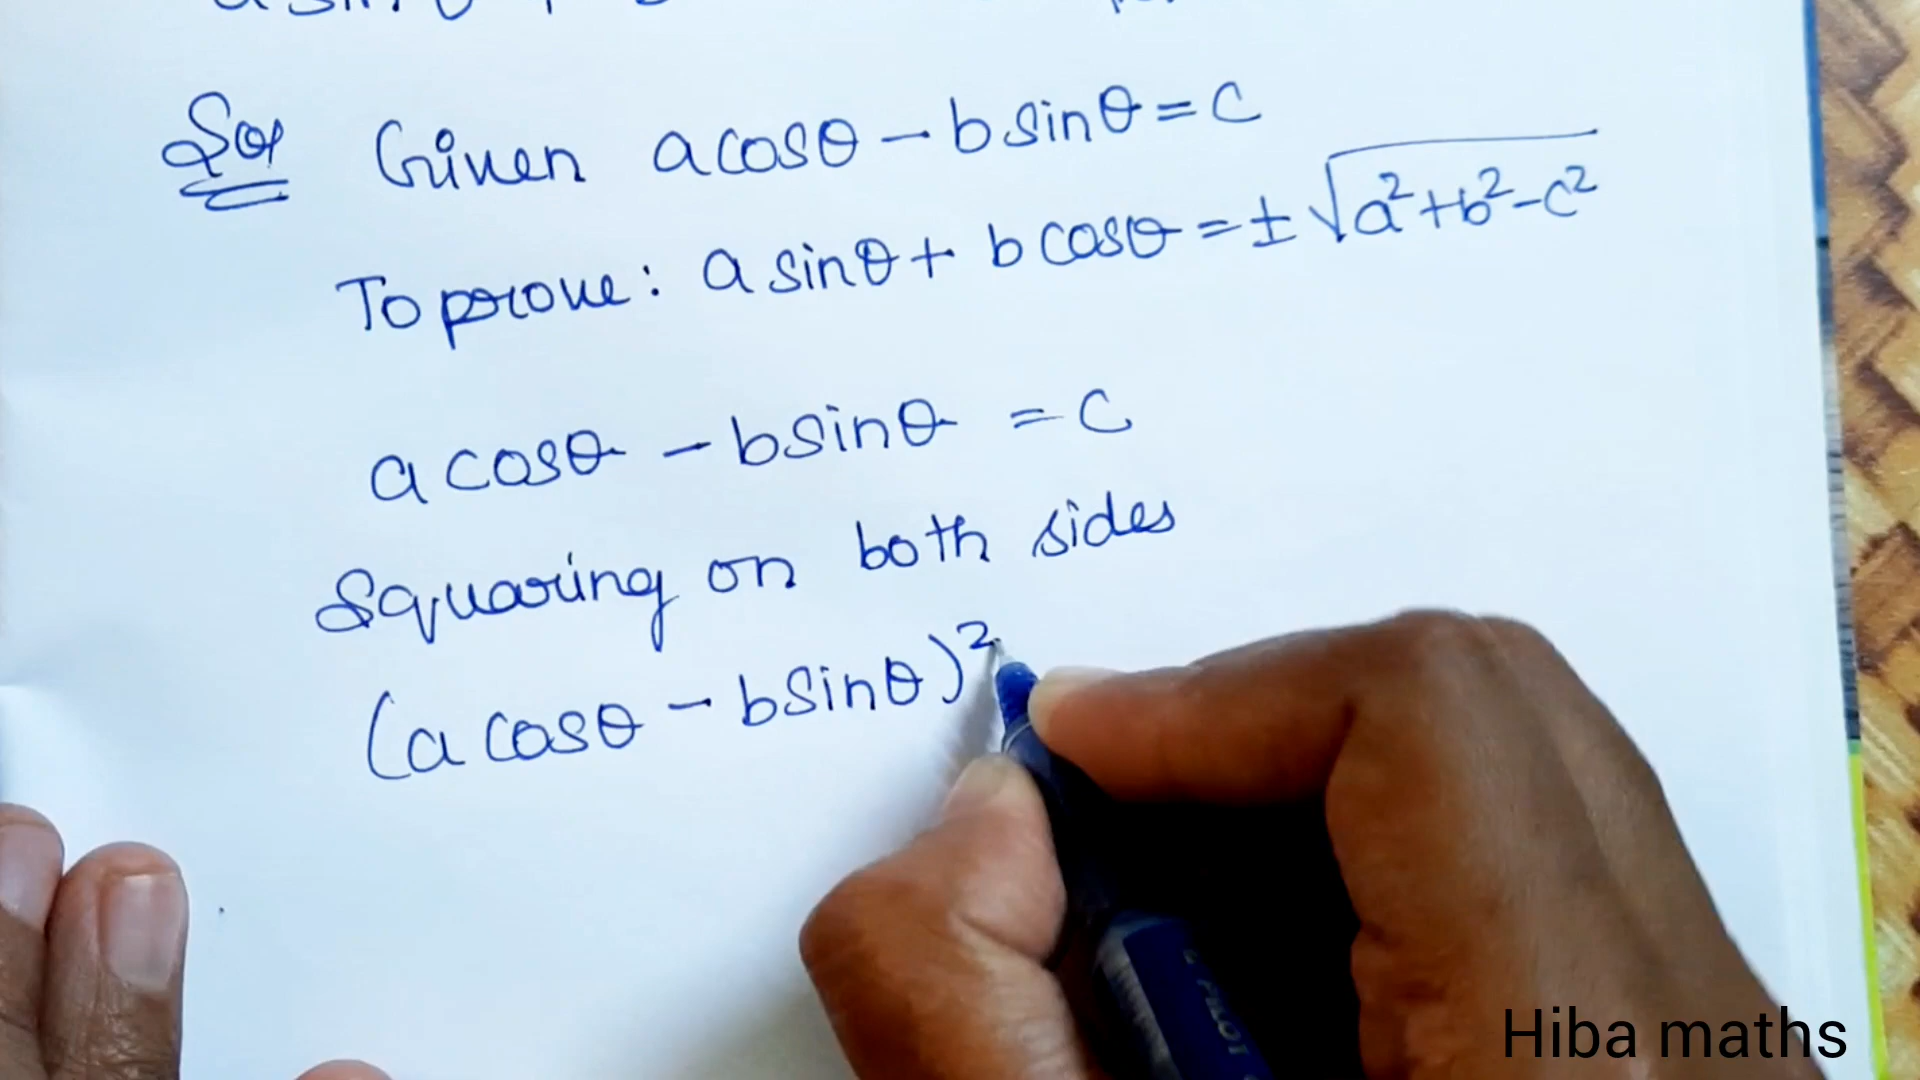 Sol Given a cosθ - b sinθ = c
To prove: a sinθ + b cosθ = ± √a²+b²-c²
a cosθ - b sinθ = c
Squaring on both sides
(a cosθ - b sinθ)²
PILOT
Hiba maths